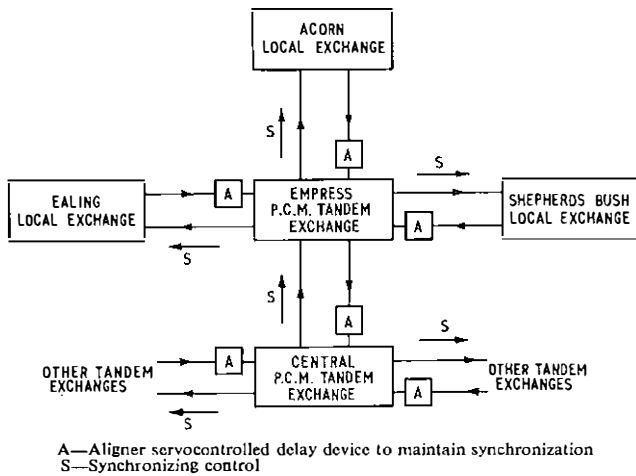 ACORN
LOCAL EXCHANGE
S
A
S
EALING
LOCAL EXCHANGE
A
EMPRESS
P.C.M. TANDEM
EXCHANGE
A
SHEPHERDS BUSH
LOCAL EXCHANGE
S
S
A
S
OTHER TANDEM
EXCHANGES
A
CENTRAL
P.C.M. TANDEM
EXCHANGE
A
OTHER TANDEM
EXCHANGES
S
A—Aligner servocontrolled delay device to maintain synchronization
S—Synchronizing control